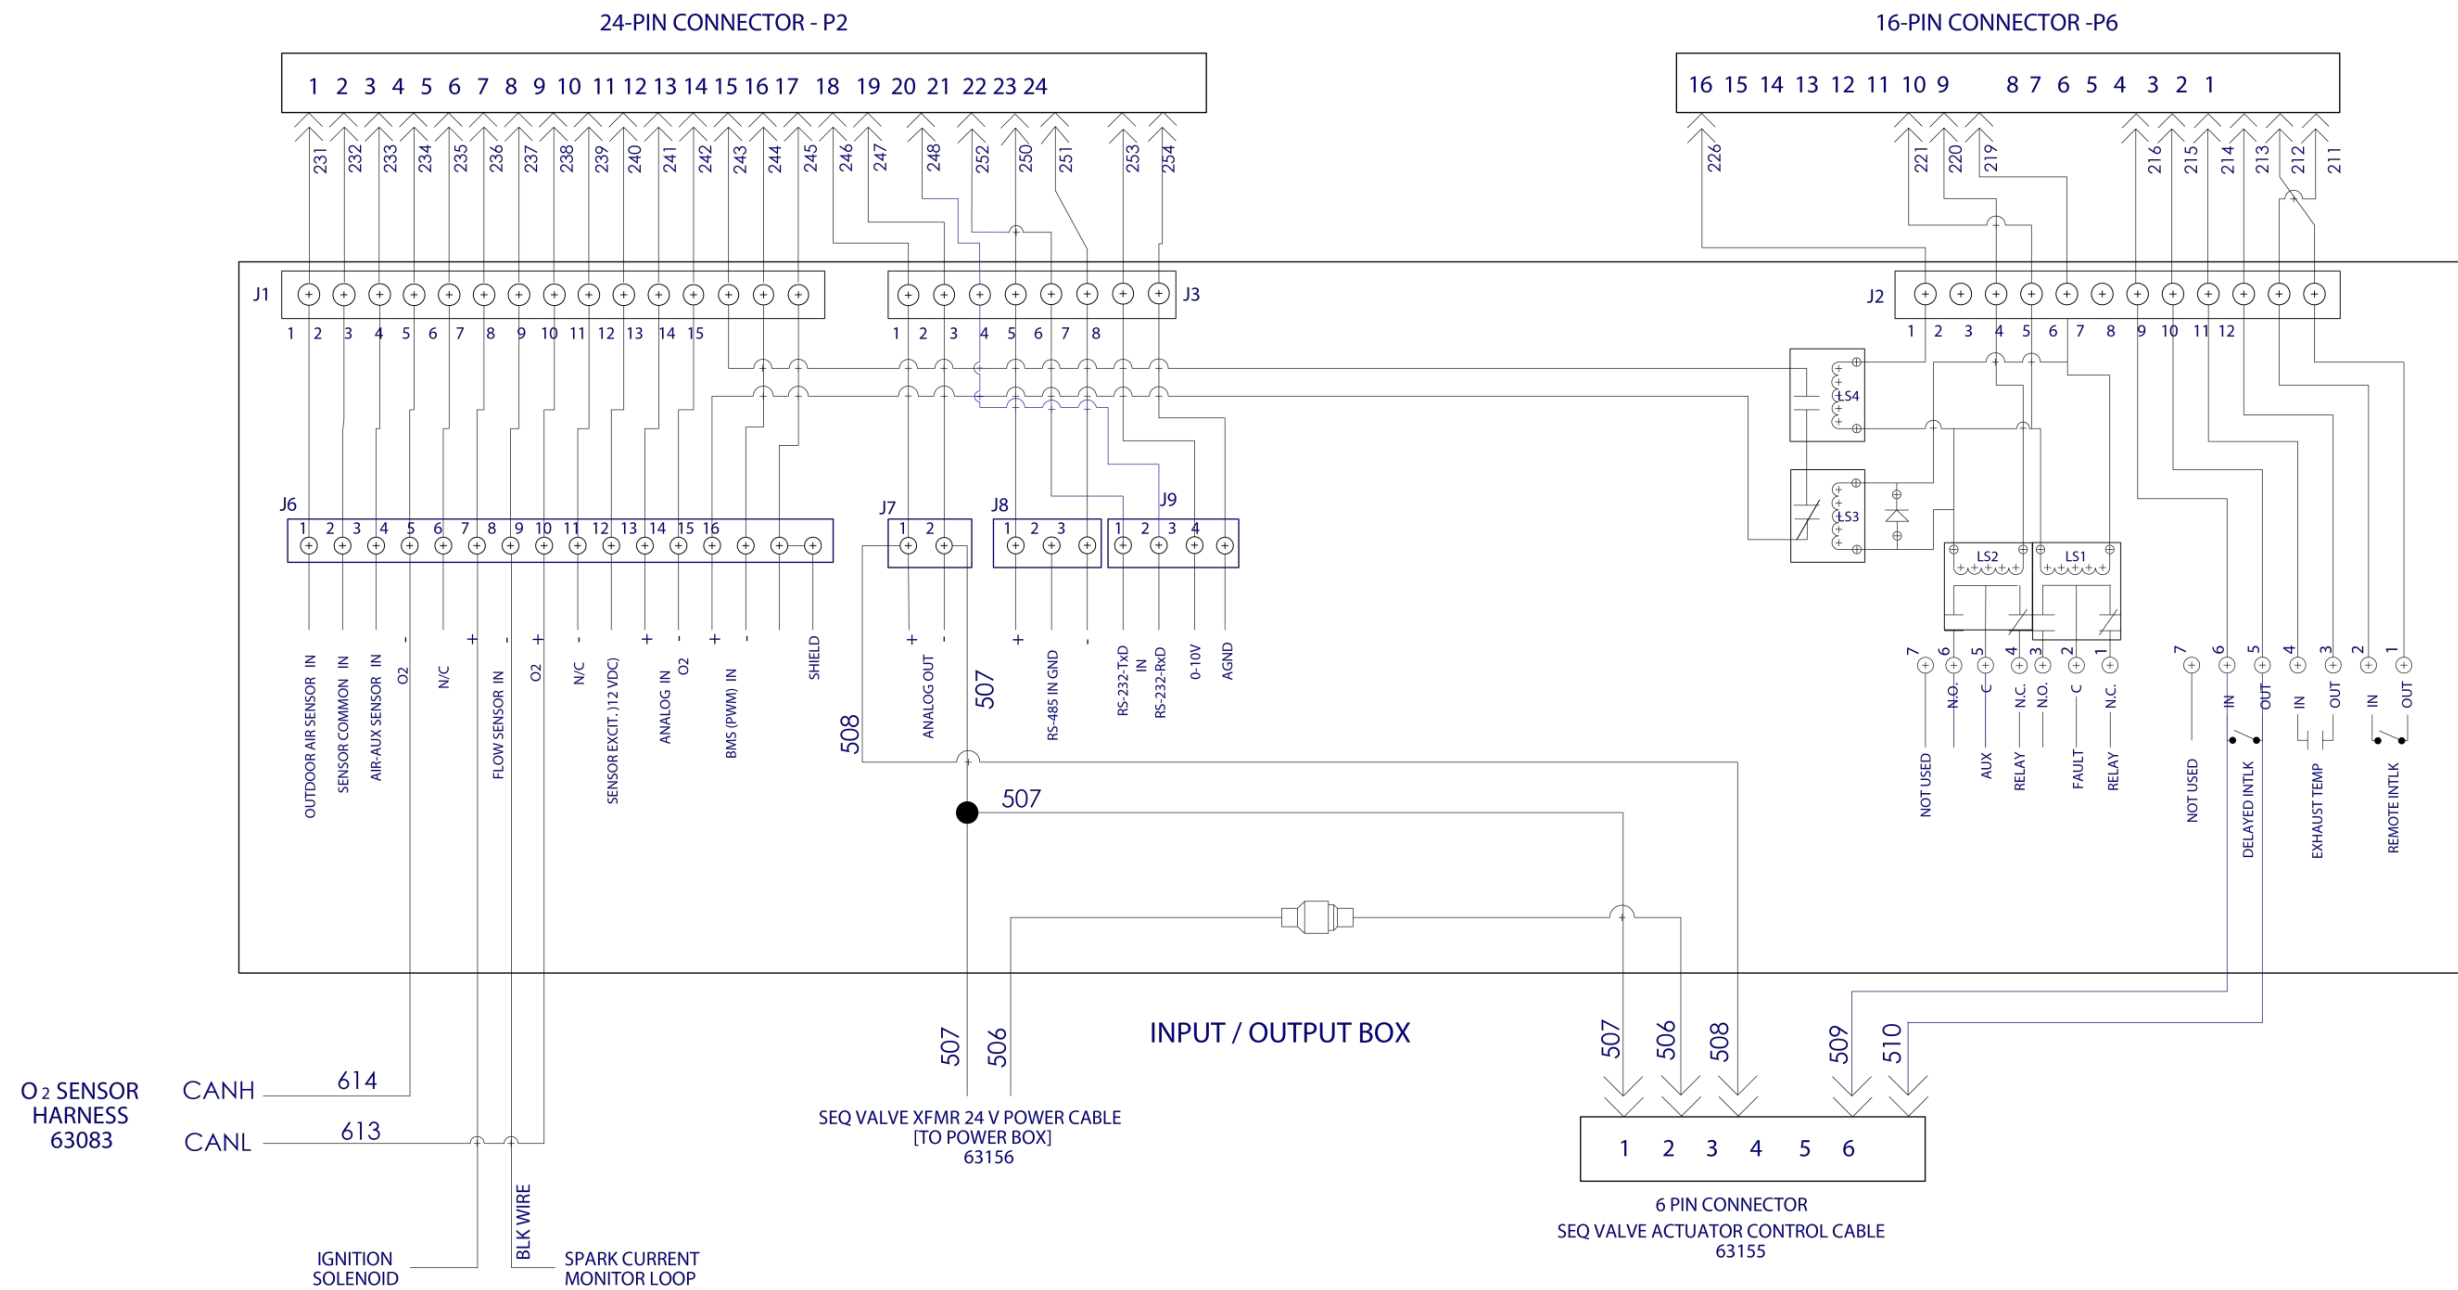 24-PIN CONNECTOR - P2
16-PIN CONNECTOR -P6
1 2 3 4 5 6 7 8 9 10 11 12 13 14 15 16 17 18 19 20 21 22 23 24
16 15 14 13 12 11 10 9 8 7 6 5 4 3 2 1
231 232 233 234 235 236 237 238 239 240 241 242 243 244 245 246 247 248 252 250 251 253 254
226 221 220 219 216 215 214 213 212 211
J1
J3
J2
1 2 3 4 5 6 7 8 9 10 11 12 13 14 15
1 2 3 4 5 6 7 8
1 2 3 4 5 6 7 8 9 10 11 12
LS4
LS3
LS2
LS1
J6
J7
J8
J9
1 2 3 4 5 6 7 8 9 10 11 12 13 14 15 16
1 2
1 2 3
1 2 3 4
OUTDOOR AIR SENSOR IN
SENSOR COMMON IN
AIR-AUX SENSOR IN
-
O2
N/C
+
-
FLOW SENSOR IN
+
O2
-
N/C
SENSOR EXCIT. )12 VDC)
+
-
ANALOG IN
O2
+
-
BMS (PWM) IN
SHIELD
+
-
ANALOG OUT
507
508
+
-
RS-485 IN GND
RS-232-TxD
IN
RS-232-RxD
0-10V
AGND
7 6 5 4 3 2 1
N.O. C N.C. N.O. C N.C.
NOT USED
AUX
RELAY
FAULT
RELAY
7 6 5 4 3 2 1
IN OUT IN OUT IN OUT
NOT USED
DELAYED INTLK
EXHAUST TEMP
REMOTE INTLK
507
507
506
INPUT / OUTPUT BOX
507
506
508
509
510
O2 SENSOR
HARNESS
63083
CANH
614
CANL
613
SEQ VALVE XFMR 24 V POWER CABLE
[TO POWER BOX]
63156
1 2 3 4 5 6
6 PIN CONNECTOR
SEQ VALVE ACTUATOR CONTROL CABLE
63155
BLK WIRE
IGNITION
SOLENOID
SPARK CURRENT
MONITOR LOOP